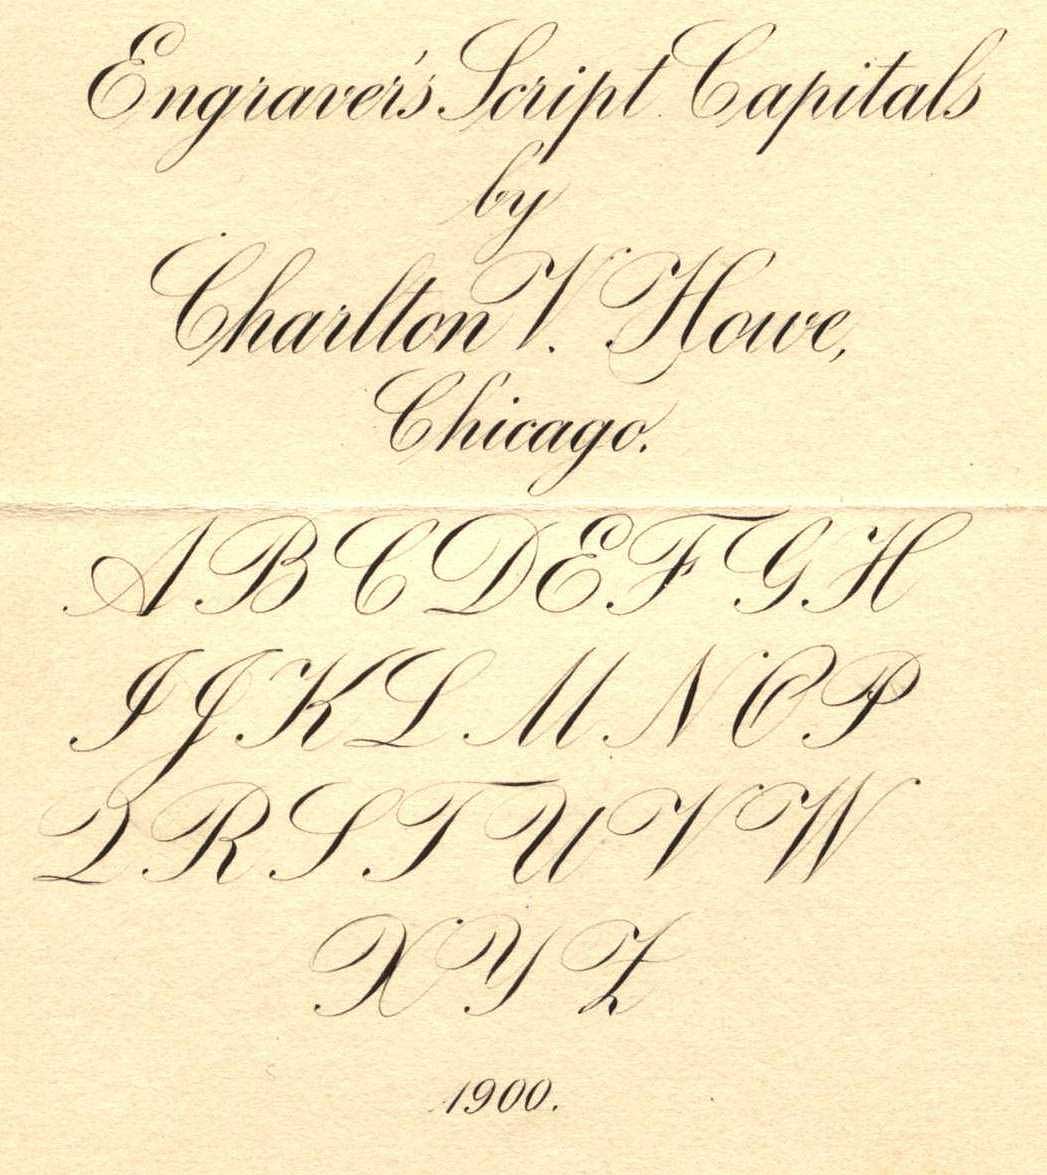 Engraver's Script Capitals
by
Charlton V. Howe,
Chicago.
A B C D E F G H
I J K L M N O P
Q R S T U V W
X Y Z
1900.